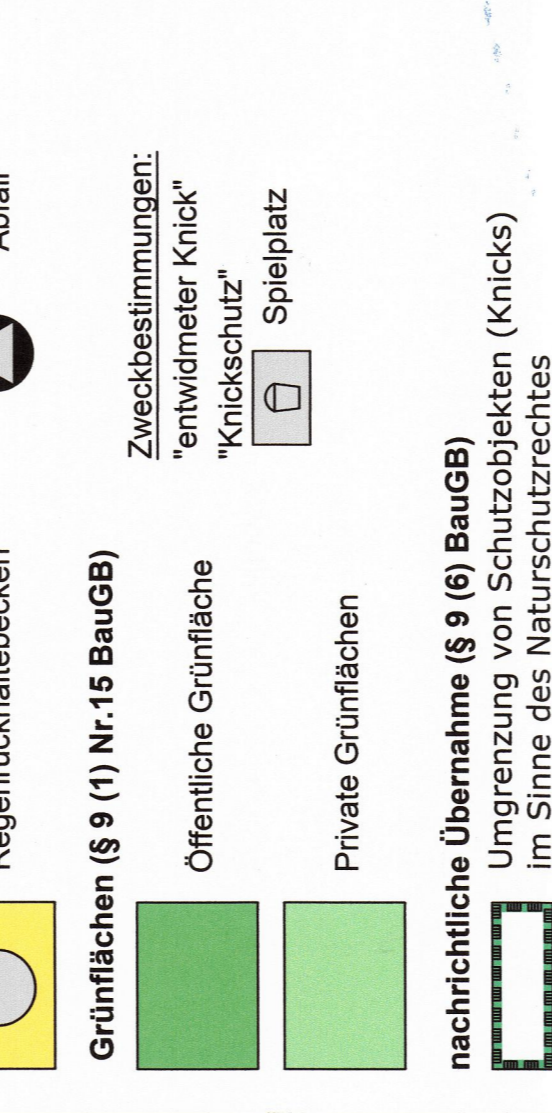 Regenrückhaltebecken
Abfall
Grünflächen (§ 9 (1) Nr.15 BauGB)
Zweckbestimmungen:
"entwidmeter Knick"
"Knickschutz"
Öffentliche Grünfläche
Spielplatz
Private Grünflächen
nachrichtliche Übernahme (§ 9 (6) BauGB)
Umgrenzung von Schutzobjekten (Knicks)
im Sinne des Naturschutzrechtes